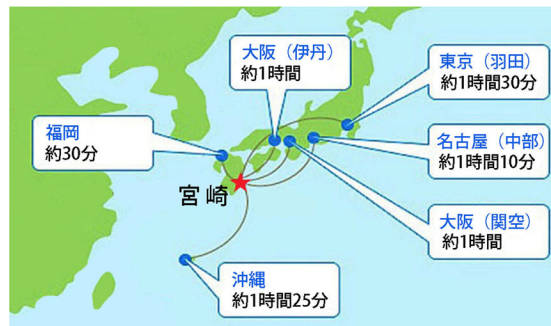 大阪（伊丹）
約1時間
東京（羽田）
約1時間30分
福岡
約30分
名古屋（中部）
約1時間10分
宮崎
大阪（関空）
約1時間
沖縄
約1時間25分